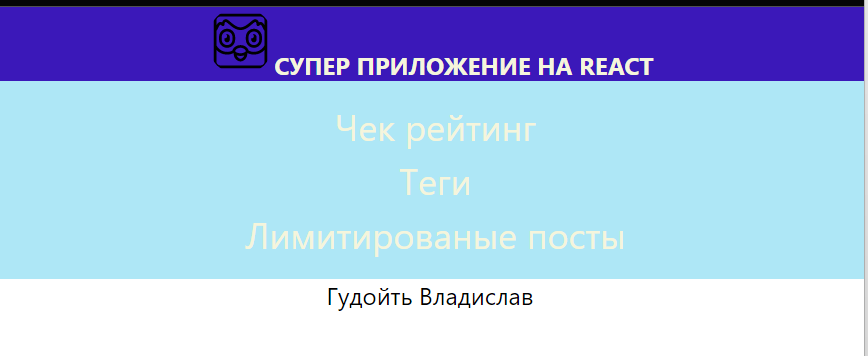 СУПЕР ПРИЛОЖЕНИЕ НА REACT
Чек рейтинг
Теги
Лимитированые посты
Гудойть Владислав